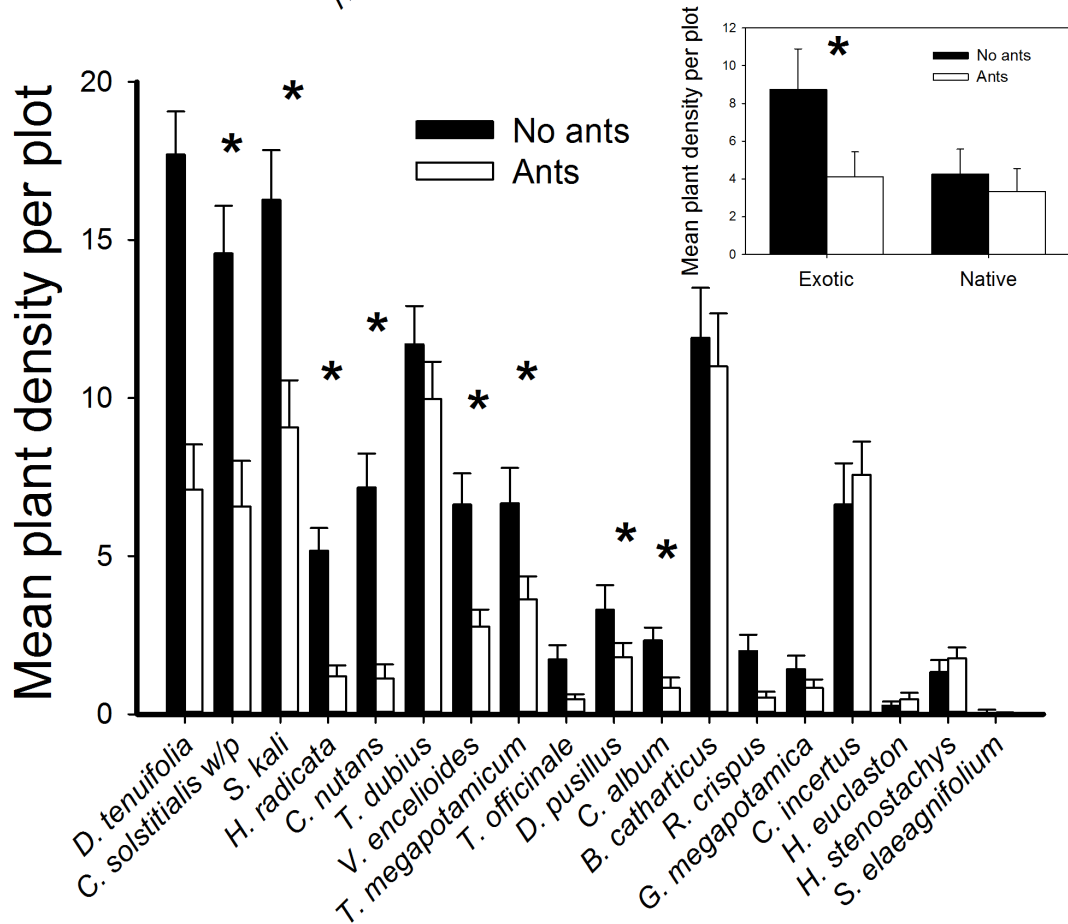 Mean plant density per plot
20
15
10
5
0
No ants
Ants
*
*
*
*
*
*
*
*
D. tenuifolia
C. solstitialis w/p
S. kali
H. radicata
C. nutans
T. dubius
V. encelioides
T. megapotamicum
T. officinale
D. pusillus
C. album
B. catharticus
R. crispus
G. megapotamica
C. incertus
H. euclaston
H. stenostachys
S. elaeagnifolium
Mean plant density per plot
12
10
8
6
4
2
0
*
No ants
Ants
Exotic
Native